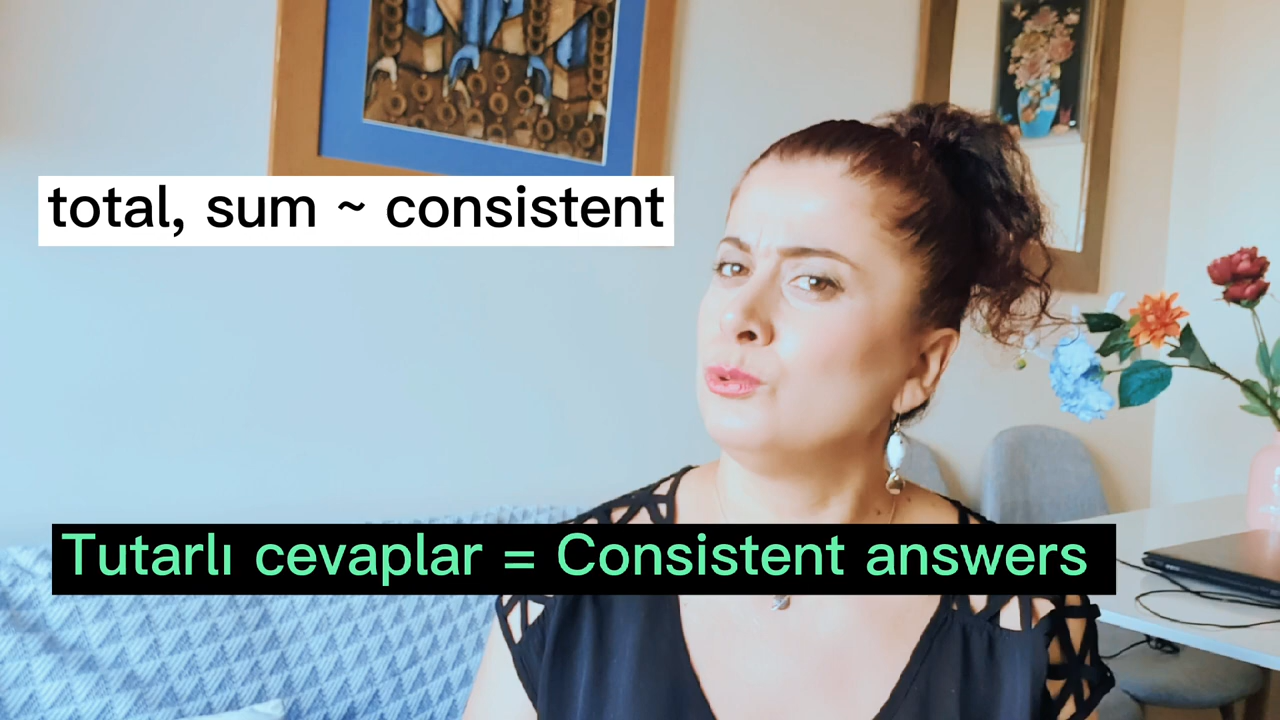 total, sum ~ consistent
Tutarlı cevaplar = Consistent answers